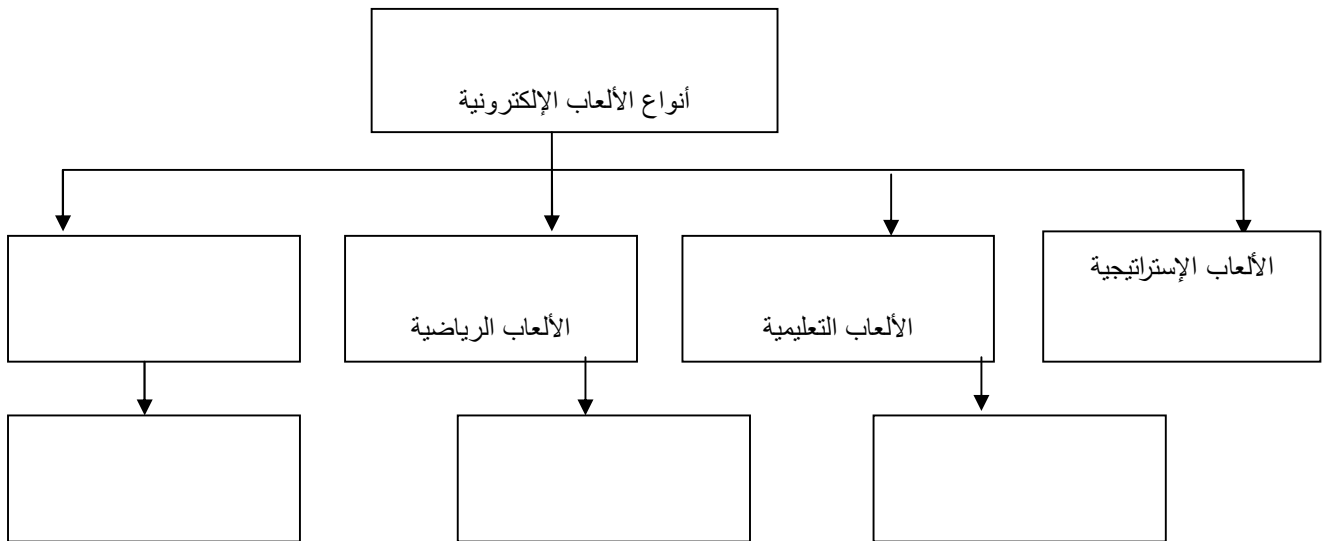 أنواع الألعاب الإلكترونية
الألعاب الإستراتيجية
الألعاب التعليمية
الألعاب الرياضية